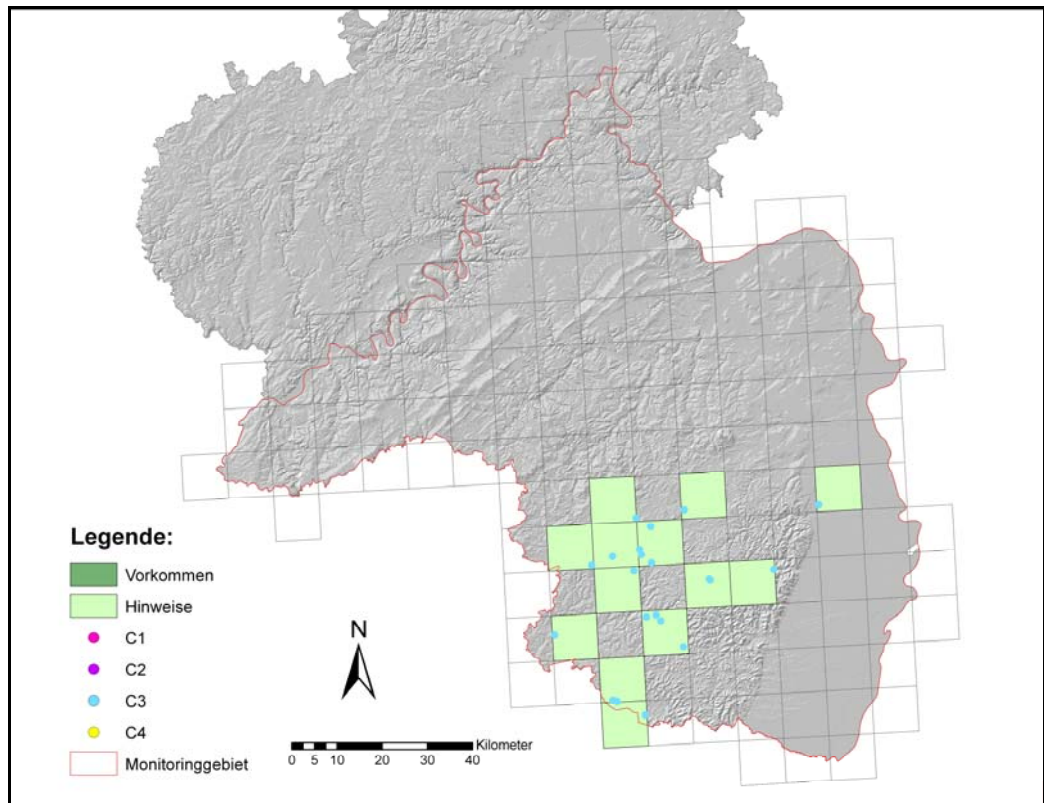 Legende:
Vorkommen
Hinweise
C1
C2
C3
C4
Monitoringgebiet
N
Kilometer
0 5 10 20 30 40